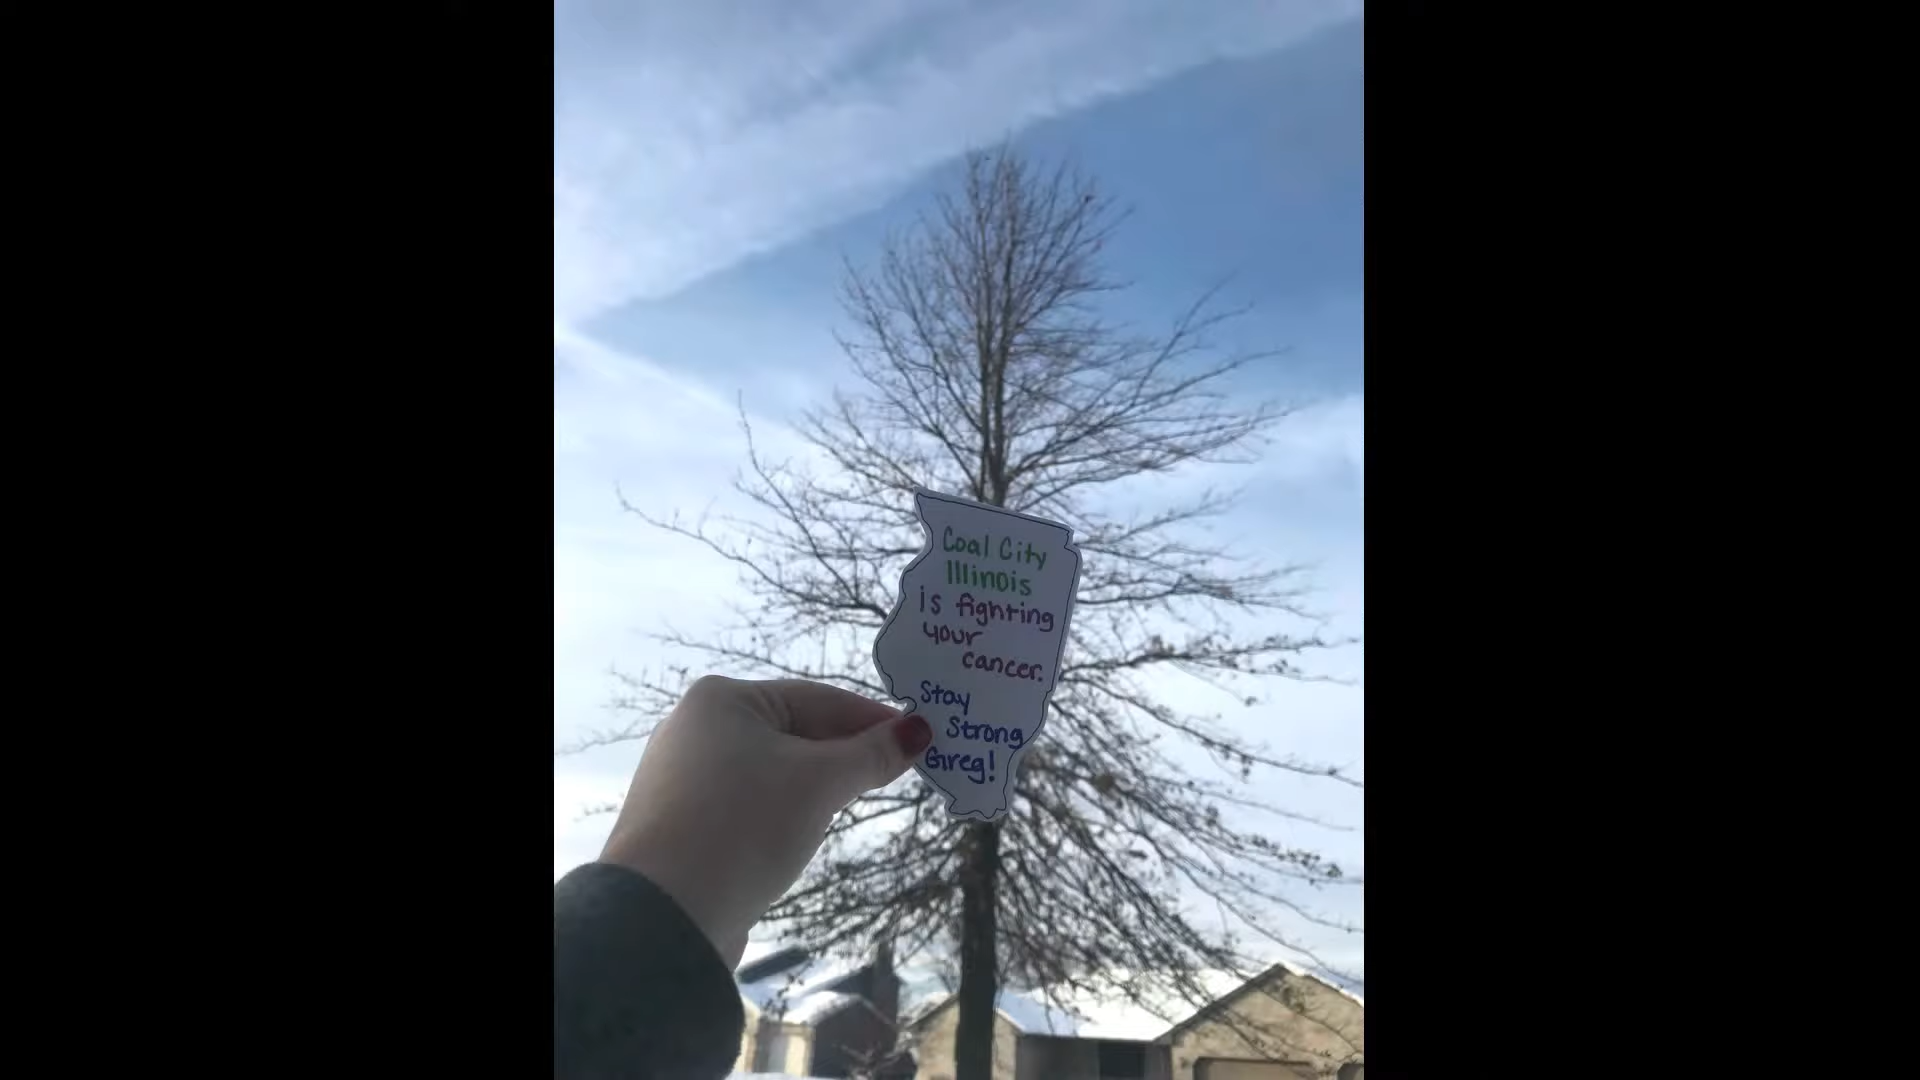 Coal City
Illinois
is fighting
your
cancer.
Stay
Strong
Greg!